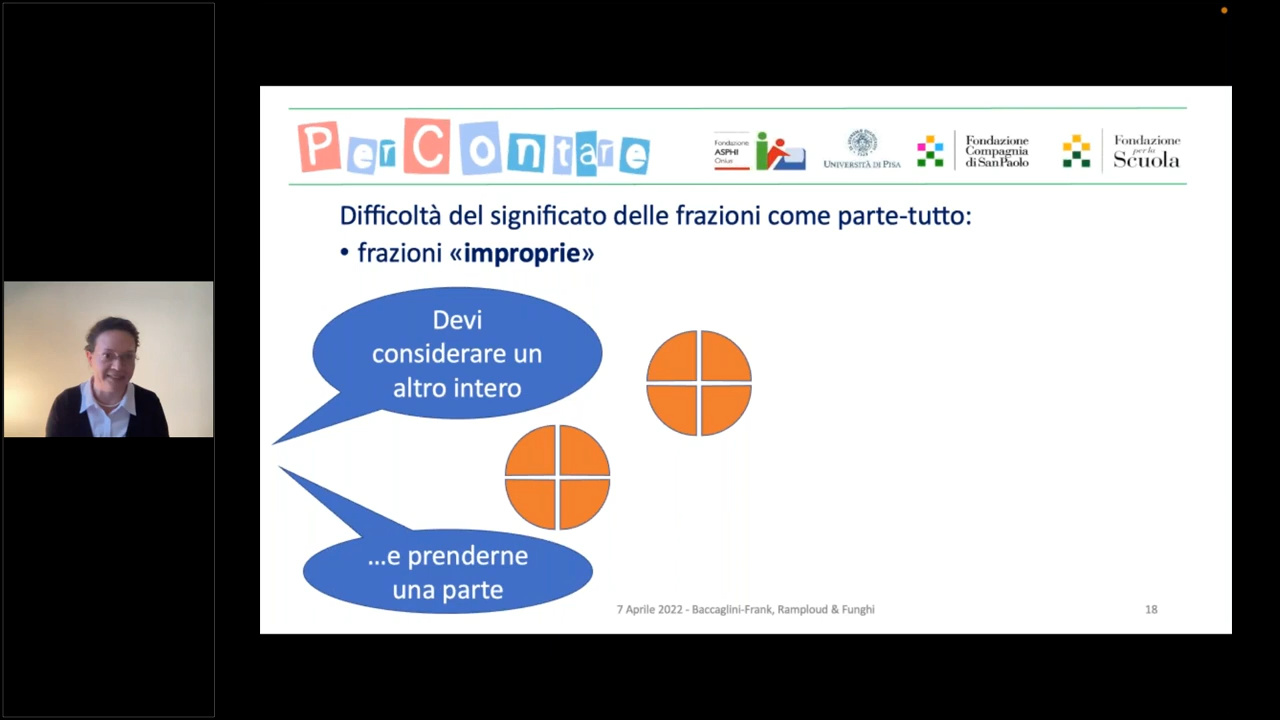 PerContare
Fondazione
ASPHI
Onlus
UNIVERSITÀ DI PISA
Fondazione
Compagnia
di San Paolo
Fondazione
per la
Scuola
Difficoltà del significato delle frazioni come parte-tutto:
• frazioni «improprie»
Devi
considerare un
altro intero
...e prenderne
una parte
7 Aprile 2022 - Baccaglini-Frank, Ramploud & Funghi
18